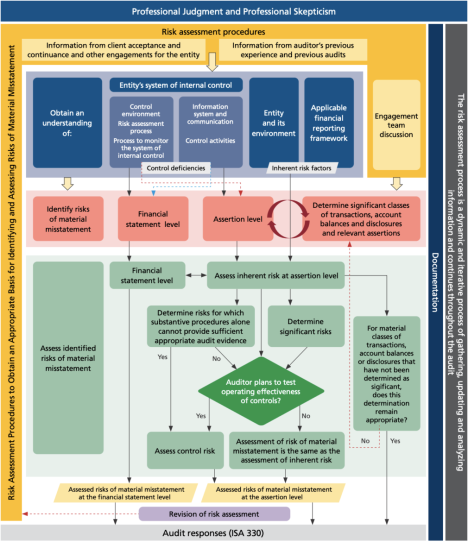 Professional Judgment and Professional Skepticism
Risk Assessment Procedures to Obtain an Appropriate Basis for Identifying and Assessing Risks of Material Misstatement
Risk assessment procedures
Information from client acceptance and
continuance and other engagements for the entity
Information from auditor's previous
experience and previous audits
Obtain an
understanding
of:
Entity's system of internal control
Control
environment
Risk assessment
process
Process to monitor
the system of
internal control
Information
system and
communication
Control activities
Entity
and its
environment
Applicable
financial
reporting
framework
Engagement
team
discussion
Control deficiencies
Inherent risk factors
Identify risks
of material
misstatement
Financial
statement level
Assertion level
Determine significant classes
of transactions, account
balances and disclosures
and relevant assertions
Assess identified
risks of material
misstatement
Financial
statement level
Assess inherent risk at assertion level
Determine risks for which
substantive procedures alone
cannot provide sufficient
appropriate audit evidence
Determine
significant risks
For material
classes of
transactions,
account balances
or disclosures
that have not
been determined as
sigificant,
does this
determination
remain
appropriate?
Yes
Auditor plans to test
operating effectiveness
of controls?
Yes
No
No
Yes
Assess control risk
Assessment of risk of material
misstatement is the same as the
assessment of inherent risk
Assessed risks of material misstatement
at the financial statement level
Assessed risks of material misstatement
at the assertion level
Revision of risk assessment
Audit responses (ISA 330)
Documentation
The risk assessment process is a dynamic and iterative process of gathering, updating and analyzing
information and continues throughout the audit